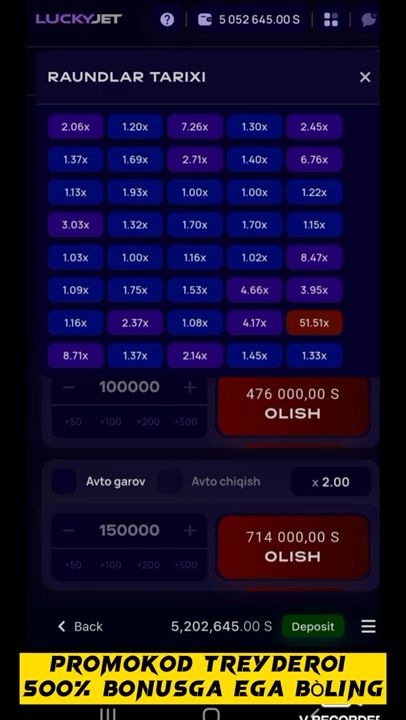 LUCKYJET ? 5 052 645.00 S
RAUNDLAR TARIXI ×
2.06x 1.20x 7.26x 1.30x 2.45x
1.37x 1.69x 2.71x 1.40x 6.76x
1.13x 1.93x 1.00x 1.00x 1.22x
3.03x 1.32x 1.70x 1.70x 1.15x
1.03x 1.00x 1.16x 1.02x 8.47x
1.09x 1.75x 1.53x 4.66x 3.95x
1.16x 2.37x 1.08x 4.17x 51.51x
8.71x 1.37x 2.14x 1.45x 1.33x
− 100000 +
+50 +100 +200 +500
476 000,00 S
OLISH
Avto garov Avto chiqish x 2.00
− 150000 +
+50 +100 +200 +500
714 000,00 S
OLISH
< Back 5,202,645.00 S Deposit
PROMOKOD TREYDEROI
500% BONUSGA EGA BÒLING
V RECORDER